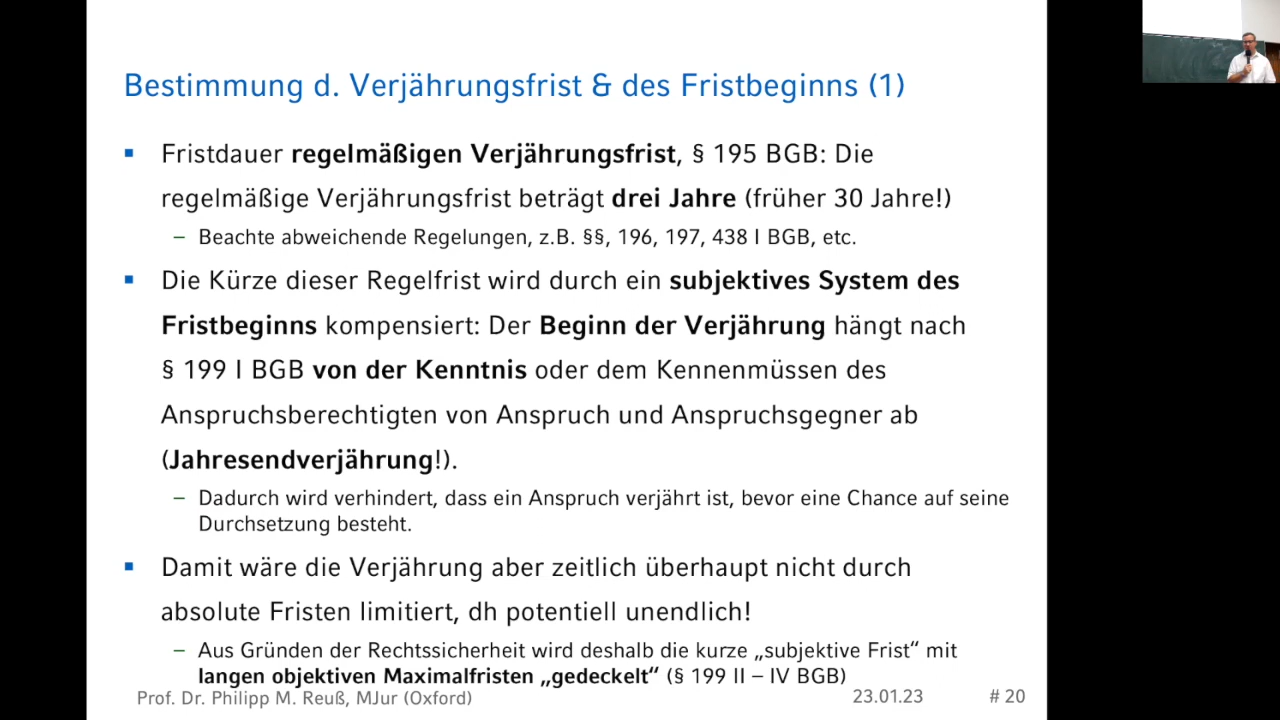 Bestimmung d. Verjährungsfrist & des Fristbeginns (1)
▪ Fristdauer regelmäßigen Verjährungsfrist, § 195 BGB: Die
regelmäßige Verjährungsfrist beträgt drei Jahre (früher 30 Jahre!)
– Beachte abweichende Regelungen, z.B. §§, 196, 197, 438 I BGB, etc.
▪ Die Kürze dieser Regelfrist wird durch ein subjektives System des
Fristbeginns kompensiert: Der Beginn der Verjährung hängt nach
§ 199 I BGB von der Kenntnis oder dem Kennenmüssen des
Anspruchsberechtigten von Anspruch und Anspruchsgegner ab
(Jahresendverjährung!).
– Dadurch wird verhindert, dass ein Anspruch verjährt ist, bevor eine Chance auf seine
Durchsetzung besteht.
▪ Damit wäre die Verjährung aber zeitlich überhaupt nicht durch
absolute Fristen limitiert, dh potentiell unendlich!
– Aus Gründen der Rechtssicherheit wird deshalb die kurze „subjektive Frist“ mit
langen objektiven Maximalfristen „gedeckelt“ (§ 199 II – IV BGB)
Prof. Dr. Philipp M. Reuß, MJur (Oxford) 23.01.23 # 20